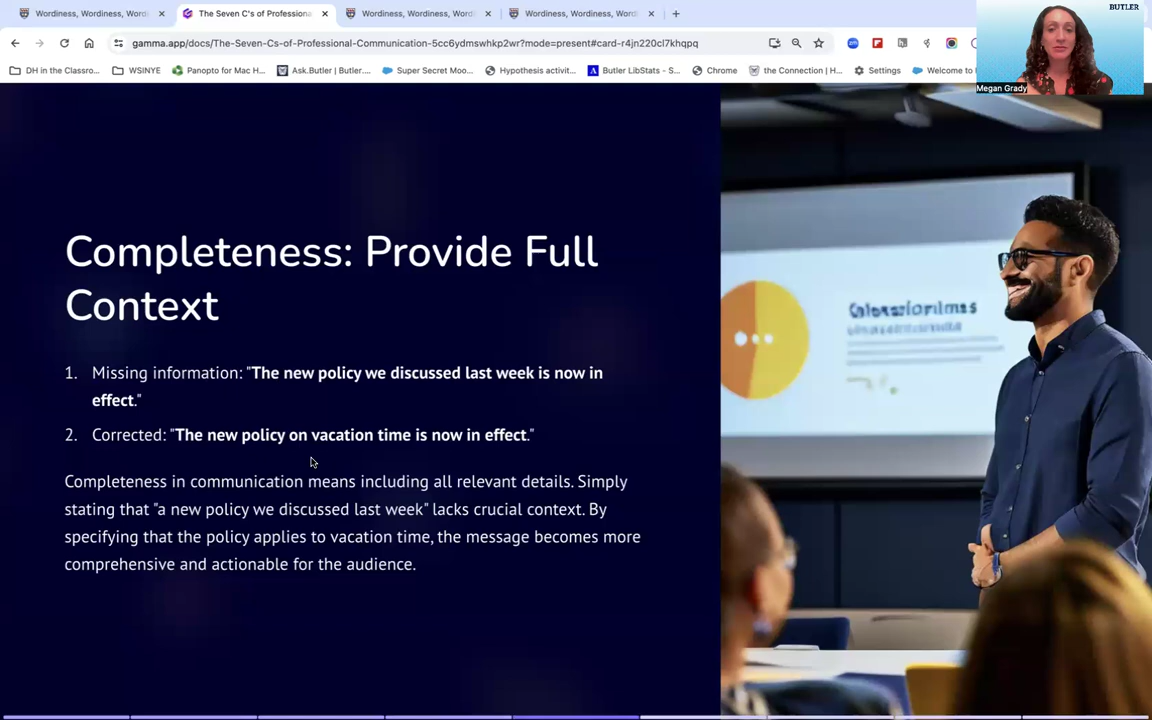 Wordiness, Wordiness, Wordi
The Seven C's of Professiona
Wordiness, Wordiness, Wordi
Wordiness, Wordiness, Wordi
BUTLER
gamma.app/docs/The-Seven-Cs-of-Professional-Communication-5cc6ydmswhkp2wr?mode=present#card-r4jn220cl7khqpq
DH in the Classro...
WSINYE
Panopto for Mac H...
Ask.Butler | Butler....
Super Secret Moo...
Hypothesis activit...
Butler LibStats - S...
Chrome
the Connection | H...
Settings
Welcome to
Megan Grady
Completeness: Provide Full
Context
1. Missing information: "The new policy we discussed last week is now in
effect."
2. Corrected: "The new policy on vacation time is now in effect."
Completeness in communication means including all relevant details. Simply
stating that "a new policy we discussed last week" lacks crucial context. By
specifying that the policy applies to vacation time, the message becomes more
comprehensive and actionable for the audience.